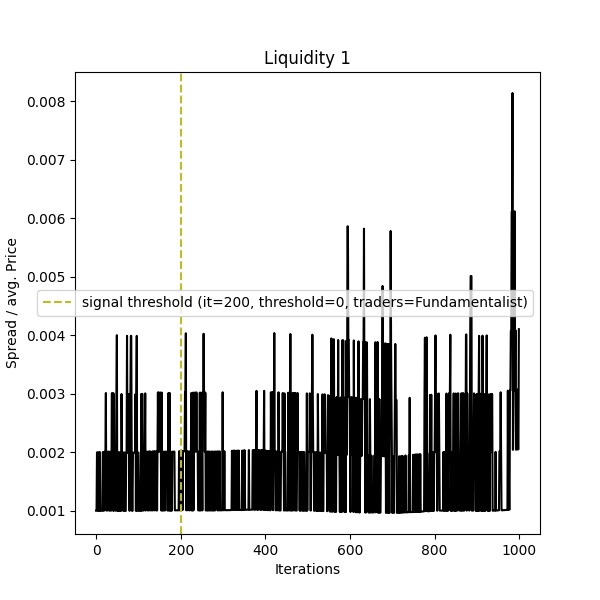 Liquidity 1
Spread / avg. Price
0.008
0.007
0.006
0.005
0.004
0.003
0.002
0.001
signal threshold (it=200, threshold=0, traders=Fundamentalist)
0 200 400 600 800 1000
Iterations